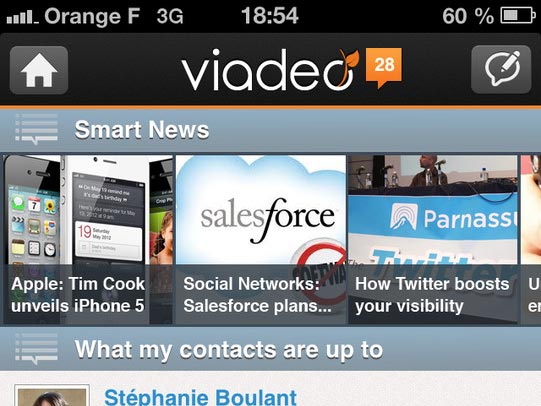 Orange F 3G 18:54 60 %
viadeo 28
Smart News
salesforce
Parnassu
Twitter
Apple: Tim Cook
unveils iPhone 5
Social Networks:
Salesforce plans...
How Twitter boosts
your visibility
U
er
What my contacts are up to
Stéphanie Boulant